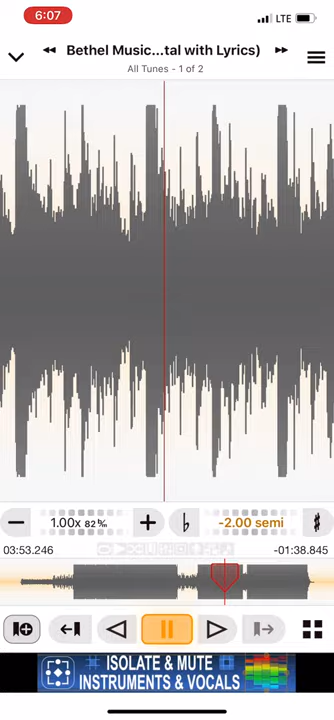 6:07
LTE
Bethel Music...tal with Lyrics)
All Tunes - 1 of 2
1.00x 82%
-2.00 semi
03:53.246
-01:38.845
ISOLATE & MUTE
INSTRUMENTS & VOCALS